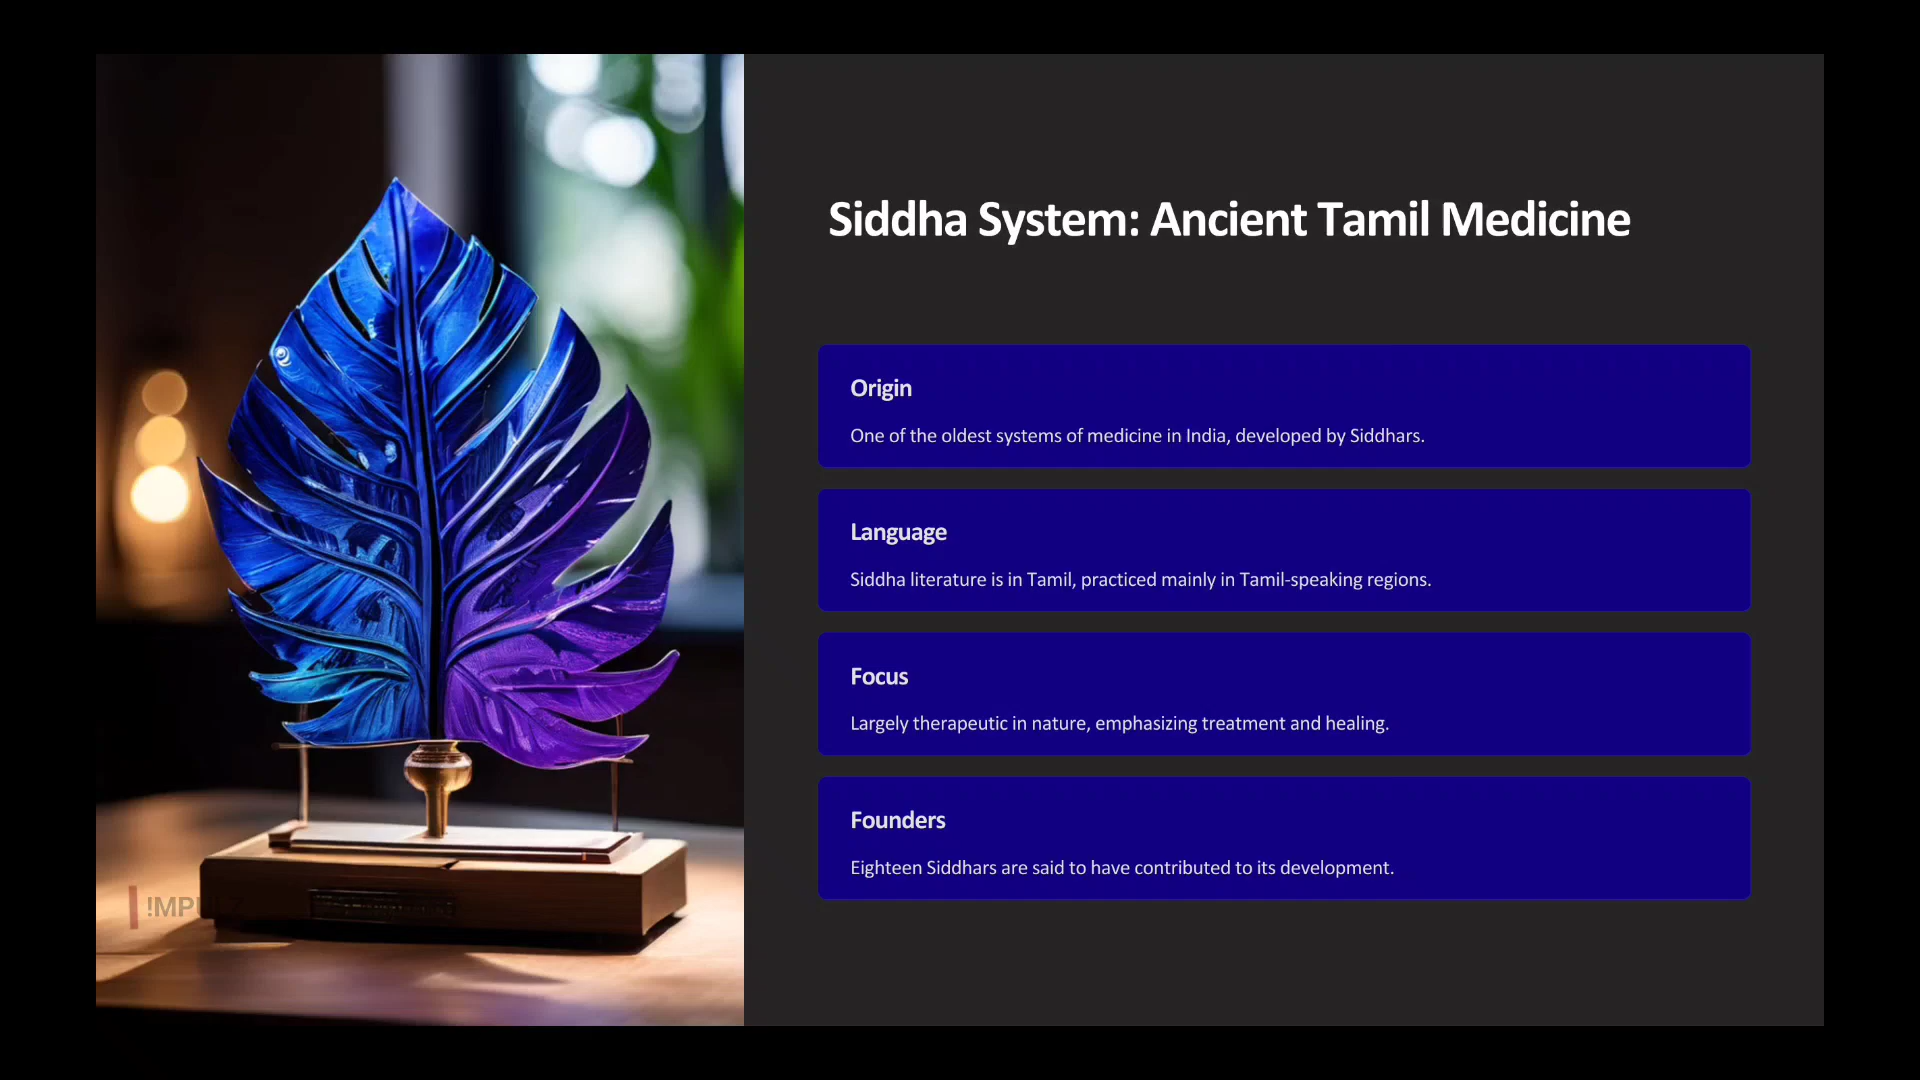 Siddha System: Ancient Tamil Medicine
Origin
One of the oldest systems of medicine in India, developed by Siddhars.
Language
Siddha literature is in Tamil, practiced mainly in Tamil-speaking regions.
Focus
Largely therapeutic in nature, emphasizing treatment and healing.
Founders
Eighteen Siddhars are said to have contributed to its development.